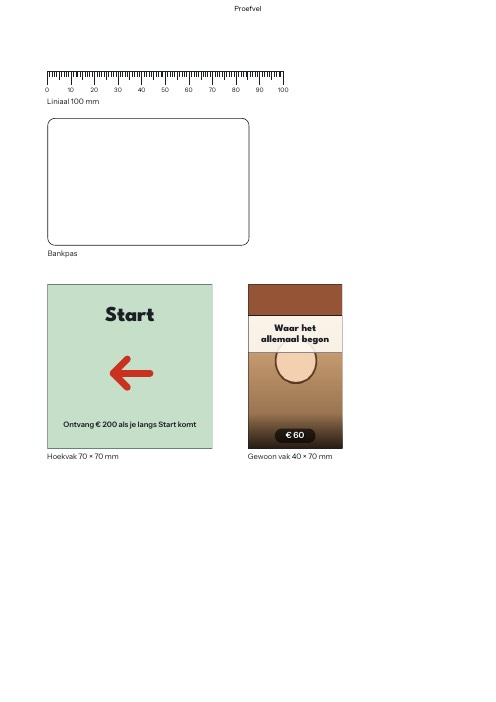 Proefvel
0 10 20 30 40 50 60 70 80 90 100
Liniaal 100 mm
Bankpas
Start
Ontvang € 200 als je langs Start komt
Hoekvak 70 × 70 mm
Waar het
allemaal begon
€ 60
Gewoon vak 40 × 70 mm